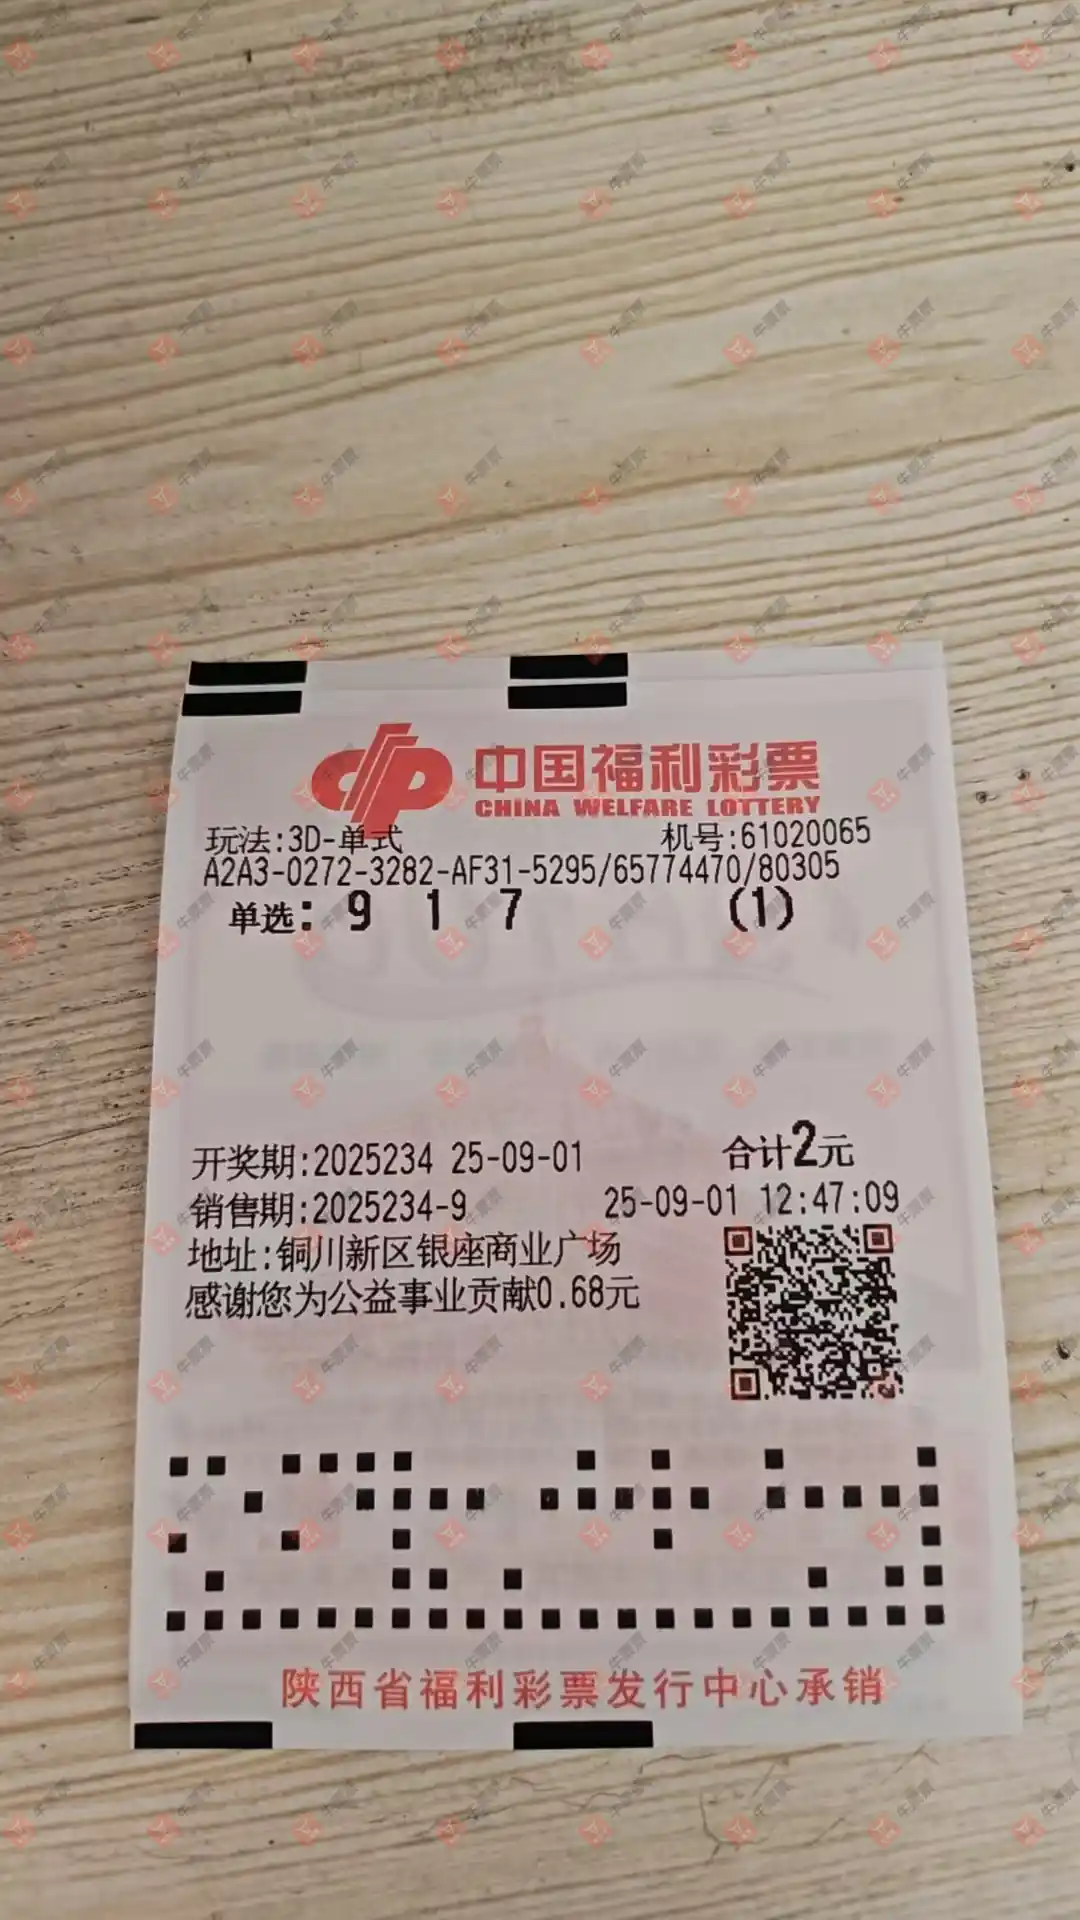 中国福利彩票
CHINA WELFARE LOTTERY
玩法:3D-单式 机号:61020065
A2A3-0272-3282-AF31-5295/65774470/80305
单选: 9 1 7 (1)
开奖期:2025234 25-09-01 合计2元
销售期:2025234-9 25-09-01 12:47:09
地址:铜川新区银座商业广场
感谢您为公益事业贡献0.68元
陕西省福利彩票发行中心承销